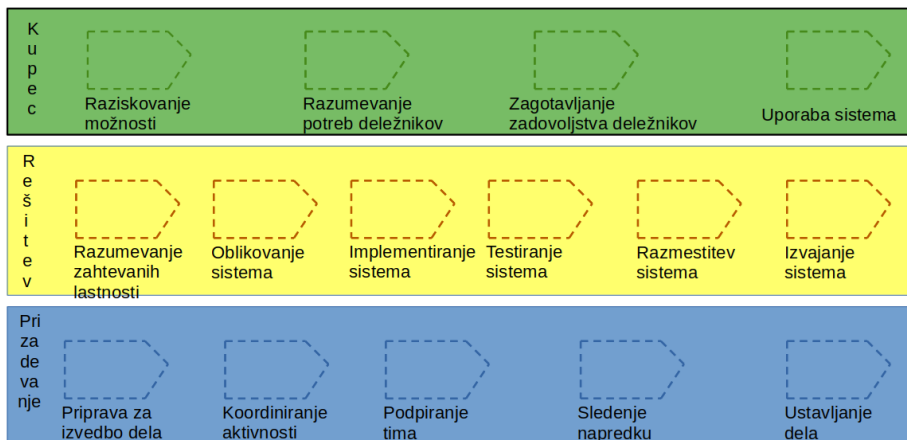 Kupec
Raziskovanje
možnosti
Razumevanje
potreb deležnikov
Zagotavljanje
zadovoljstva deležnikov
Uporaba sistema
Rešitev
Razumevanje
zahtevanih
lastnosti
Oblikovanje
sistema
Implementiranje
sistema
Testiranje
sistema
Razmestitev
sistema
Izvajanje
sistema
Pri
za
de
va
nje
Priprava za
izvedbo dela
Koordiniranje
aktivnosti
Podpiranje
tima
Sledenje
napredku
Ustavljanje
dela